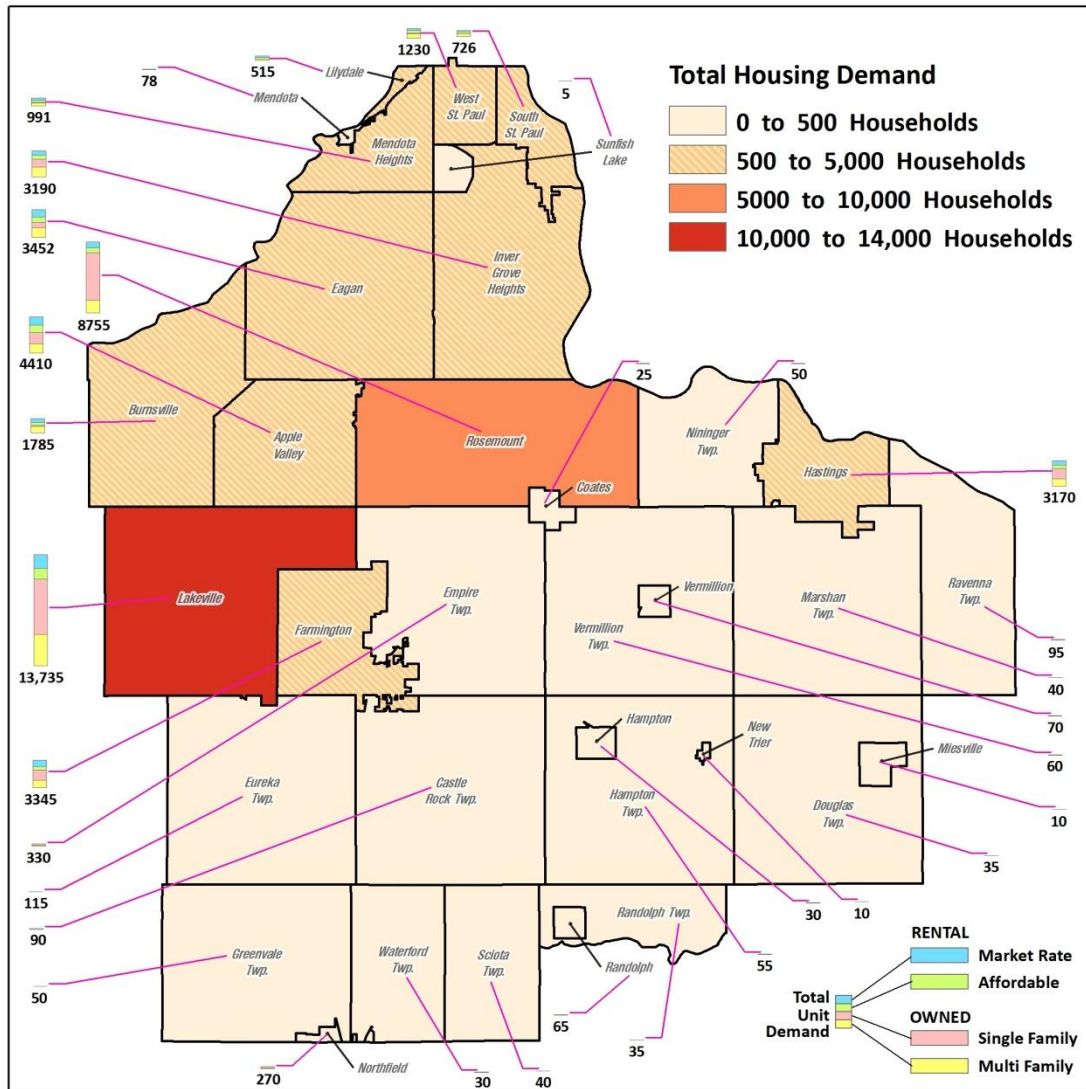 1230
726
78
515
Lilydale
Mendota
5
West
St. Paul
South
St. Paul
Sunfish
Lake
991
Mendota
Heights
3190
3452
Eagan
Inver
Grove
Heights
8755
4410
1785
Burnsville
Apple
Valley
Rosemount
25
50
Nininger
Twp.
Hastings
3170
Coates
Lakeville
13,735
Farmington
Empire
Twp.
Vermillion
Vermillion
Twp.
Marshan
Twp.
Ravenna
Twp.
95
40
70
60
Hampton
New
Trier
Miesville
3345
Eureka
Twp.
Castle
Rock Twp.
Hampton
Twp.
Douglas
Twp.
10
330
35
115
90
30
10
Greenvale
Twp.
Waterford
Twp.
Sciota
Twp.
Randolph Twp.
Randolph
55
50
65
35
Northfield
270
30
40
Total Housing Demand
0 to 500 Households
500 to 5,000 Households
5000 to 10,000 Households
10,000 to 14,000 Households
RENTAL
Market Rate
Affordable
Total
Unit
Demand
OWNED
Single Family
Multi Family